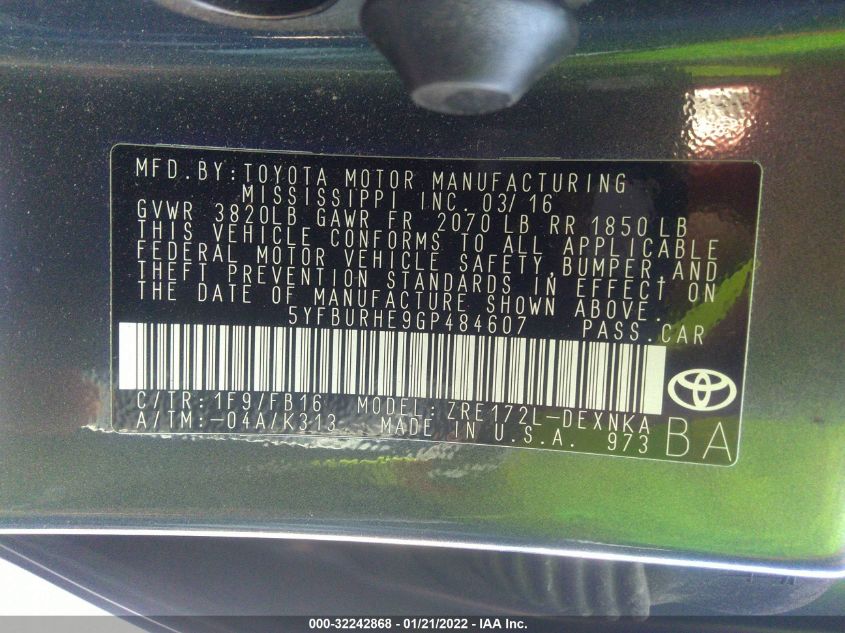 MFD.BY:TOYOTA MOTOR MANUFACTURING
MISSISSIPPI INC. 03/16
GVWR 3820LB GAWR FR 2070 LB RR 1850 LB
THIS VEHICLE CONFORMS TO ALL APPLICABLE
FEDERAL MOTOR VEHICLE SAFETY,BUMPER,AND
THEFT PREVENTION STANDARDS IN EFFECT ON
THE DATE OF MANUFACTURE SHOWN ABOVE.
5YFBURHE9GP484607 PASS.CAR
C/TR:1F9/FB16 MODEL:ZRE172L-DEXNKA
A/TM:-04A/K313 MADE IN U.S.A. 973
BA
000-32242868 - 01/21/2022 - IAA Inc.